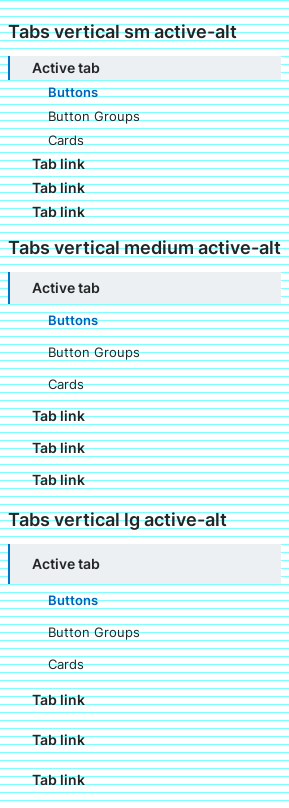 Tabs vertical sm active-alt
Active tab
Buttons
Button Groups
Cards
Tab link
Tab link
Tab link
Tabs vertical medium active-alt
Active tab
Buttons
Button Groups
Cards
Tab link
Tab link
Tab link
Tabs vertical lg active-alt
Active tab
Buttons
Button Groups
Cards
Tab link
Tab link
Tab link